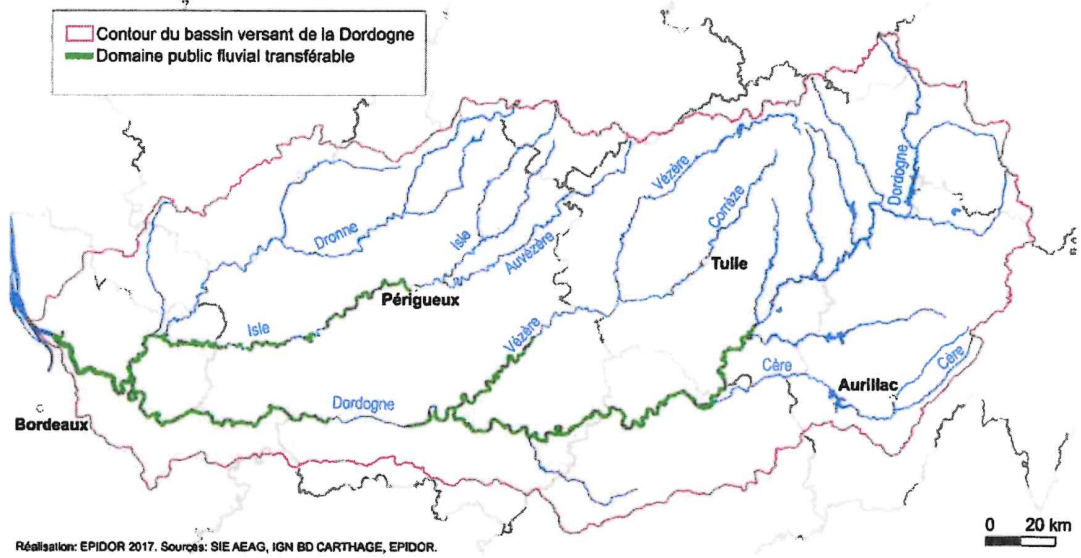 Contour du bassin versant de la Dordogne
Domaine public fluvial transférable
Dordogne
Vézère
Corrèze
Dronne
Isle
Auvézère
Tulle
Périgueux
Isle
Vézère
Cère
Cère
Aurillac
Dordogne
Bordeaux
0 20 km
Réalisation: EPIDOR 2017. Sources: SIE AEAG, IGN BD CARTHAGE, EPIDOR.